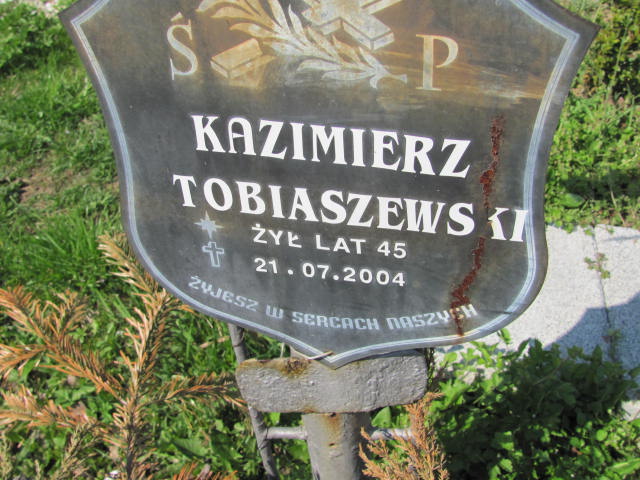 Ś P
KAZIMIERZ
TOBIASZEWSKI
ŻYŁ LAT 45
21.07.2004
ŻYJESZ W SERCACH NASZYCH